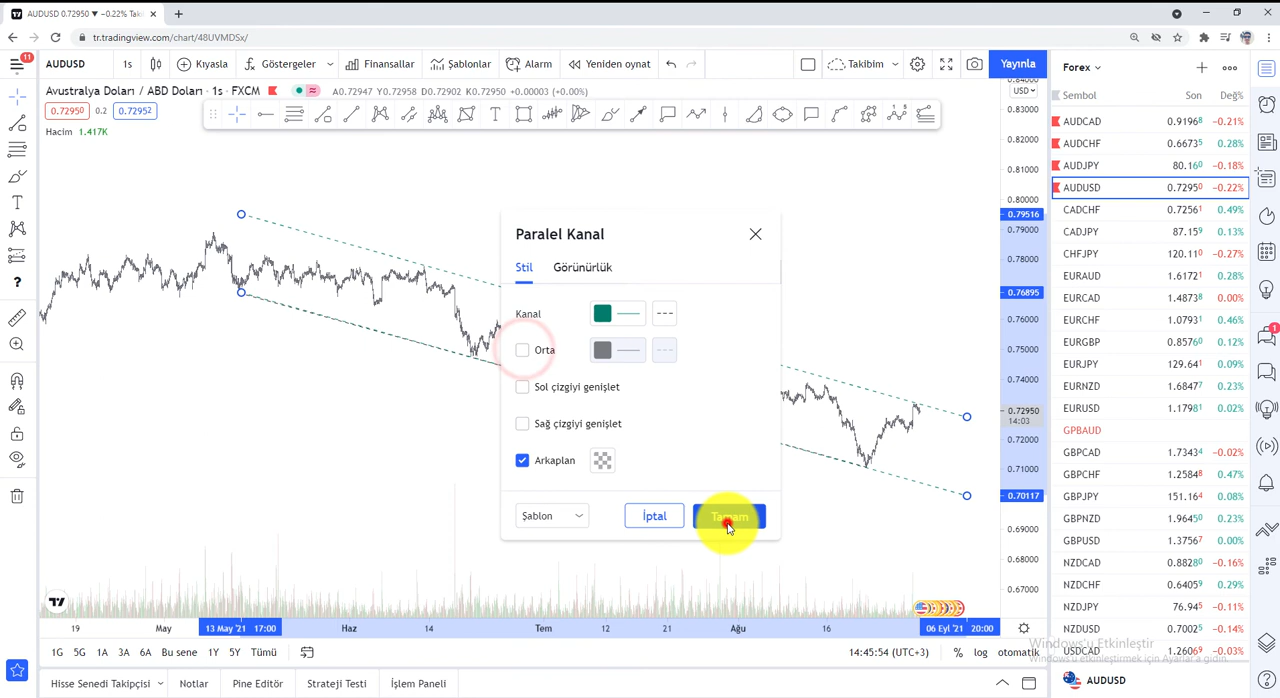 AUDUSD 0.72950 ▼ −0.22% Tak
tr.tradingview.com/chart/48UVMDSx/
11
AUDUSD
1s
Kıyasla
Göstergeler
Finansallar
Şablonlar
Alarm
Yeniden oynat
Takibim
Yayınla
Forex
Avustralya Doları / ABD Doları · 1s · FXCM
0.72947 Y0.72958 D0.72902 K0.72950 +0.00003 (+0.00%)
0.72950
0.2
0.72952
Hacim 1.417K
USD
0.84000
0.83000
0.82000
0.81000
0.80000
0.79516
0.79000
0.78000
0.76895
0.76000
0.75000
0.74000
0.72950
14:03
0.72000
0.71000
0.70117
0.69000
0.68000
0.67000
Paralel Kanal
Stil
Görünürlük
Kanal
Orta
Sol çizgiyi genişlet
Sağ çizgiyi genişlet
Arkaplan
Şablon
İptal
Tamam
Sembol
Son
Değ%
AUDCAD 0.91968 −0.21%
AUDCHF 0.66735 0.28%
AUDJPY 80.160 −0.18%
AUDUSD 0.72950 −0.22%
CADCHF 0.72561 0.49%
CADJPY 87.159 0.13%
CHFJPY 120.110 −0.27%
EURAUD 1.61721 0.28%
EURCAD 1.48738 0.00%
EURCHF 1.07931 0.46%
EURGBP 0.85760 0.12%
EURJPY 129.641 0.09%
EURNZD 1.68477 0.23%
EURUSD 1.17981 0.02%
GPBAUD
GBPCAD 1.73434 −0.02%
GBPCHF 1.25848 0.47%
GBPJPY 151.164 0.08%
GBPNZD 1.96450 0.23%
GBPUSD 1.37567 0.00%
NZDCAD 0.88280 −0.16%
NZDCHF 0.64059 0.29%
NZDJPY 76.945 −0.11%
NZDUSD 0.70025 −0.14%
USDCAD 1.26069 −0.03%
1
19
May
13 May '21 17:00
Haz
14
Tem
12
21
Ağu
16
06 Eyl '21 20:00
1G
5G
1A
3A
6A
Bu sene
1Y
5Y
Tümü
14:45:54 (UTC+3)
%
log
otomatik
Windows'u Etkinleştir
Windows'u etkinleştirmek için Ayarlar'a gidin.
Hisse Senedi Takipçisi
Notlar
Pine Editör
Strateji Testi
İşlem Paneli
AUDUSD